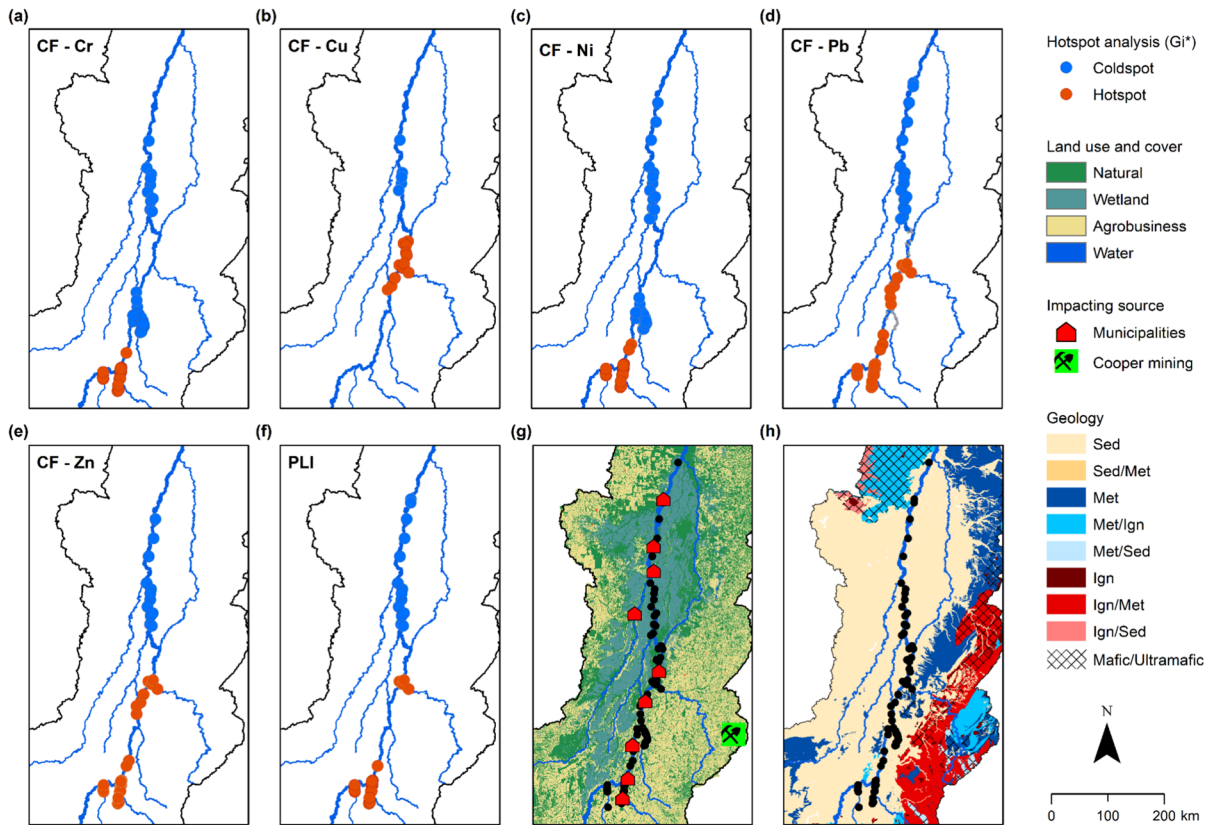 (a)
CF - Cr
(b)
CF - Cu
(c)
CF - Ni
(d)
CF - Pb
Hotspot analysis (Gi*)
Coldspot
Hotspot
Land use and cover
Natural
Wetland
Agrobusiness
Water
Impacting source
Municipalities
Cooper mining
(e)
CF - Zn
(f)
PLI
(g)
(h)
Geology
Sed
Sed/Met
Met
Met/Ign
Met/Sed
Ign
Ign/Met
Ign/Sed
Mafic/Ultramafic
N
0 100 200 km